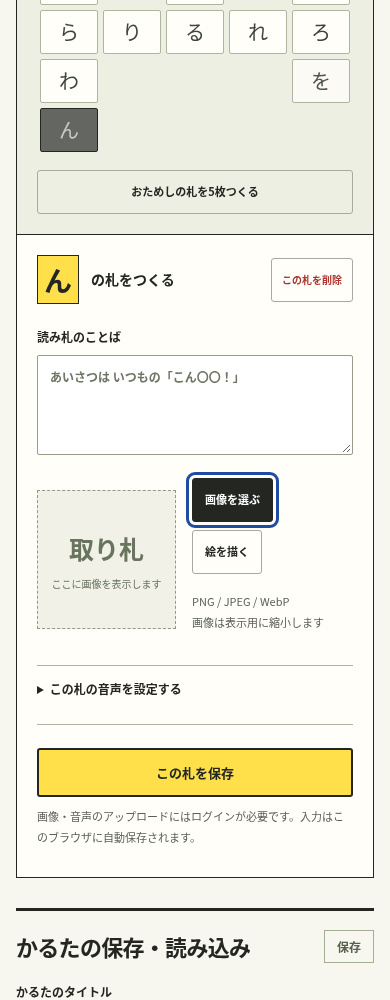 ら り る れ ろ
わ を
ん
おためしの札を5枚つくる
ん の札をつくる この札を削除
読み札のことば
あいさつは いつもの「こん〇〇！」
画像を選ぶ
取り札
ここに画像を表示します
絵を描く
PNG / JPEG / WebP
画像は表示用に縮小します
▶ この札の音声を設定する
この札を保存
画像・音声のアップロードにはログインが必要です。入力はこ
のブラウザに自動保存されます。
かるたの保存・読み込み 保存
かるたのタイトル